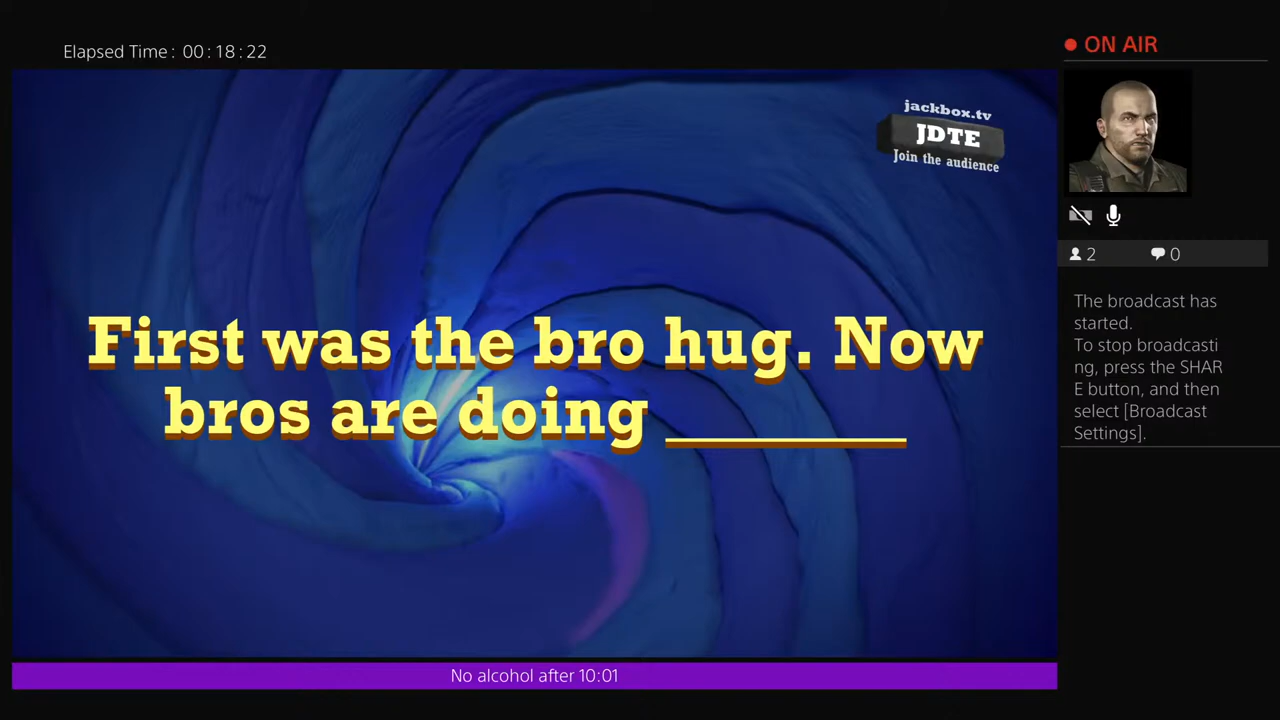 Elapsed Time : 00 : 18 : 22
ON AIR
jackbox.tv
JDTE
Join the audience
2
0
The broadcast has
started.
To stop broadcasti
ng, press the SHAR
E button, and then
select [Broadcast
Settings].
First was the bro hug. Now
bros are doing ________
No alcohol after 10:01